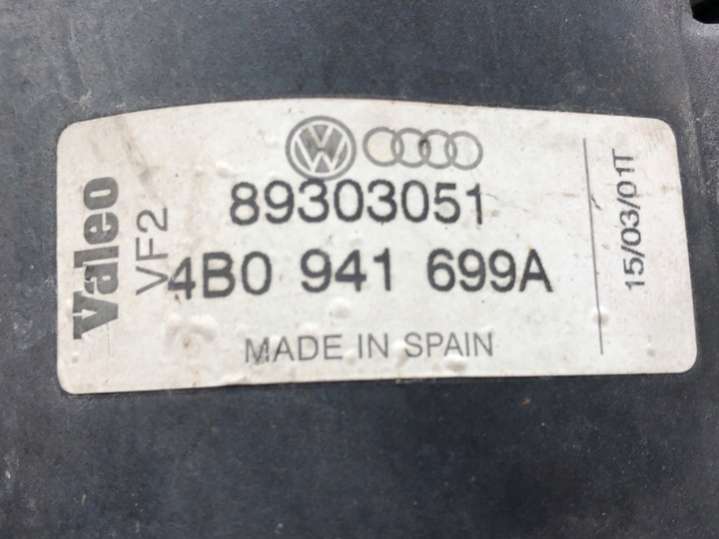 Valeo
VF2
89303051
4B0 941 699A
MADE IN SPAIN
15/03/01T